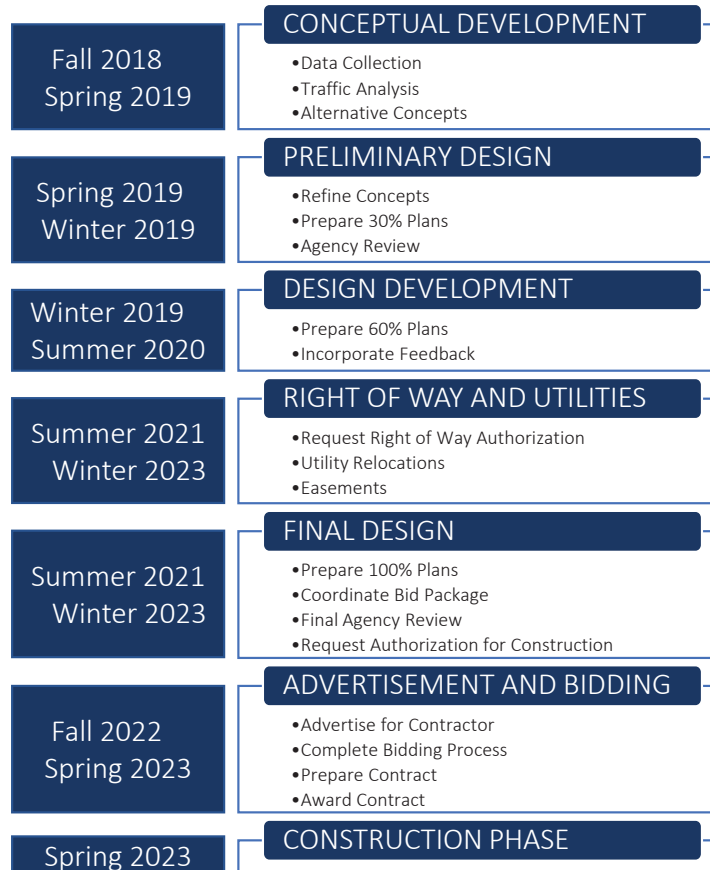 Fall 2018
Spring 2019
CONCEPTUAL DEVELOPMENT
•Data Collection
•Traffic Analysis
•Alternative Concepts
Spring 2019
Winter 2019
PRELIMINARY DESIGN
•Refine Concepts
•Prepare 30% Plans
•Agency Review
Winter 2019
Summer 2020
DESIGN DEVELOPMENT
•Prepare 60% Plans
•Incorporate Feedback
Summer 2021
Winter 2023
RIGHT OF WAY AND UTILITIES
•Request Right of Way Authorization
•Utility Relocations
•Easements
Summer 2021
Winter 2023
FINAL DESIGN
•Prepare 100% Plans
•Coordinate Bid Package
•Final Agency Review
•Request Authorization for Construction
Fall 2022
Spring 2023
ADVERTISEMENT AND BIDDING
•Advertise for Contractor
•Complete Bidding Process
•Prepare Contract
•Award Contract
Spring 2023
CONSTRUCTION PHASE